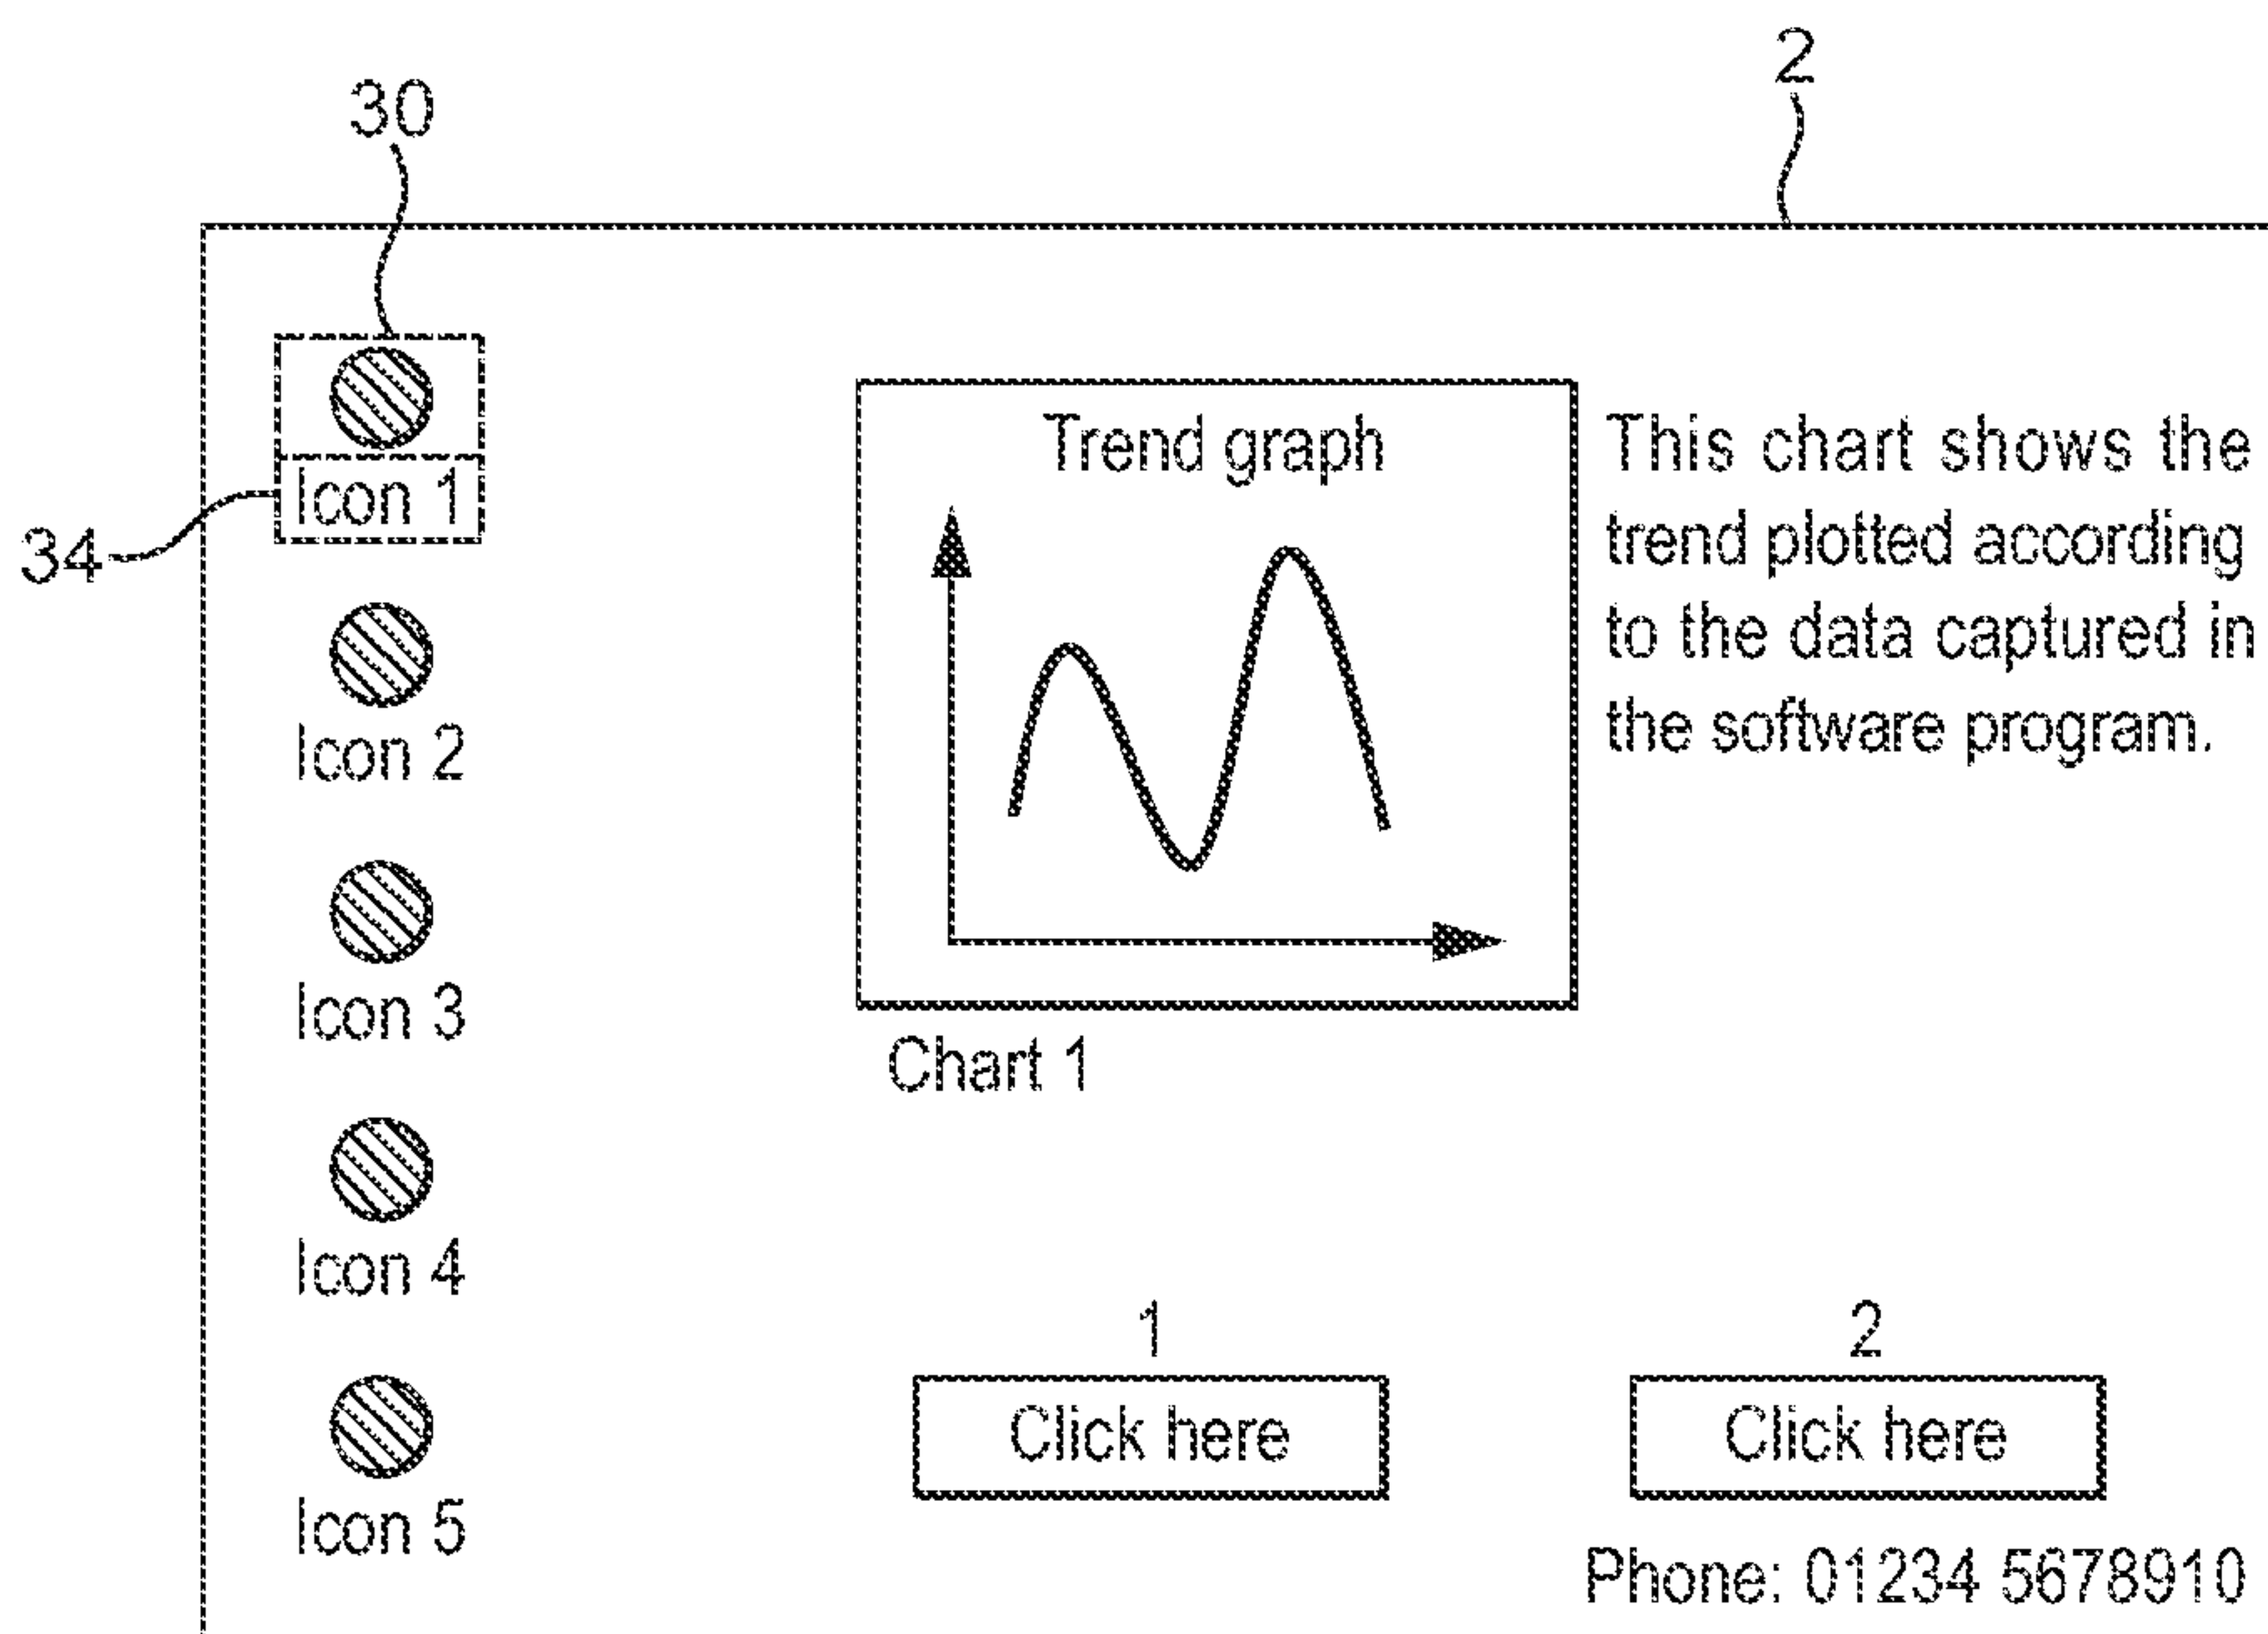 2
30
Icon 1
34
Icon 2
Icon 3
Icon 4
Icon 5
Trend graph
Chart 1
This chart shows the
trend plotted according
to the data captured in
the software program.
1
Click here
2
Click here
Phone: 01234 5678910